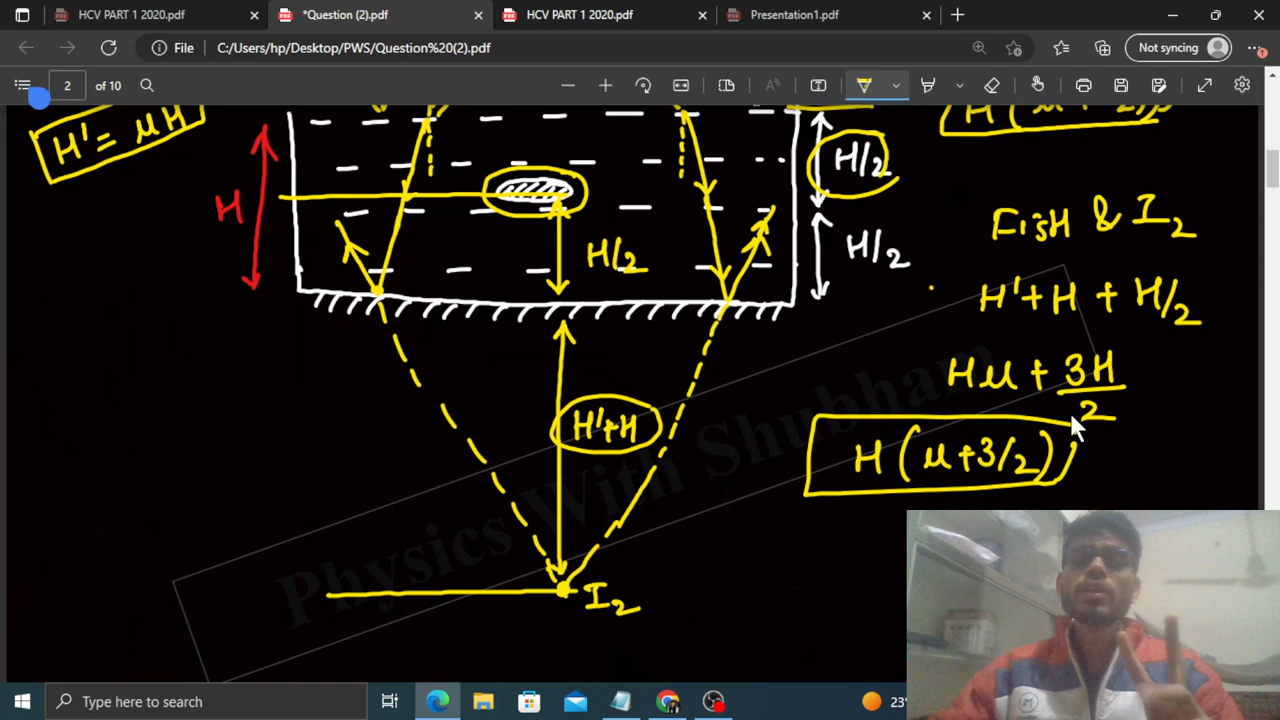 HCV PART 1 2020.pdf
*Question (2).pdf
HCV PART 1 2020.pdf
Presentation1.pdf
File
C:/Users/hp/Desktop/PWS/Question%20(2).pdf
Not syncing
2 of 10
H' = μH
H
H/2
H/2
H/2
FisH & I₂
H'+H + H/2
Hμ + 3H/2
H(μ+3/2)
H'+H
I₂
Physics With Shubham
Type here to search
23°